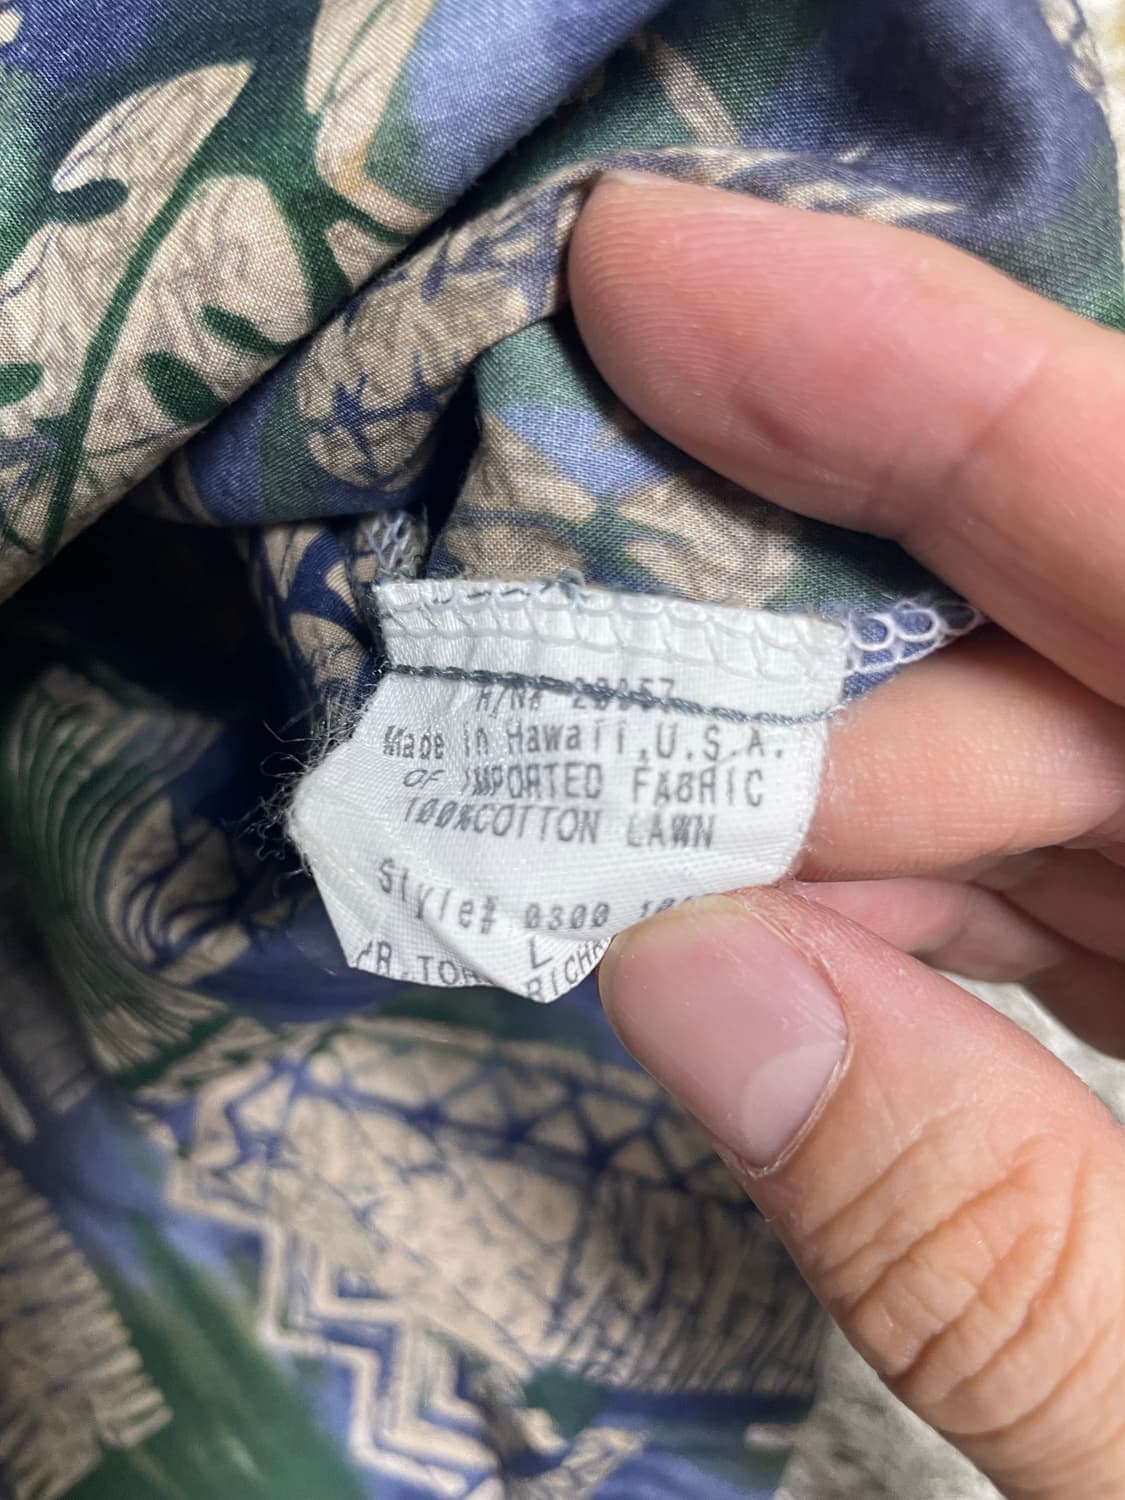 Made in Hawaii,U.S.A.
OF IMPORTED FABRIC
100%COTTON LAWN
Style# 0300
L